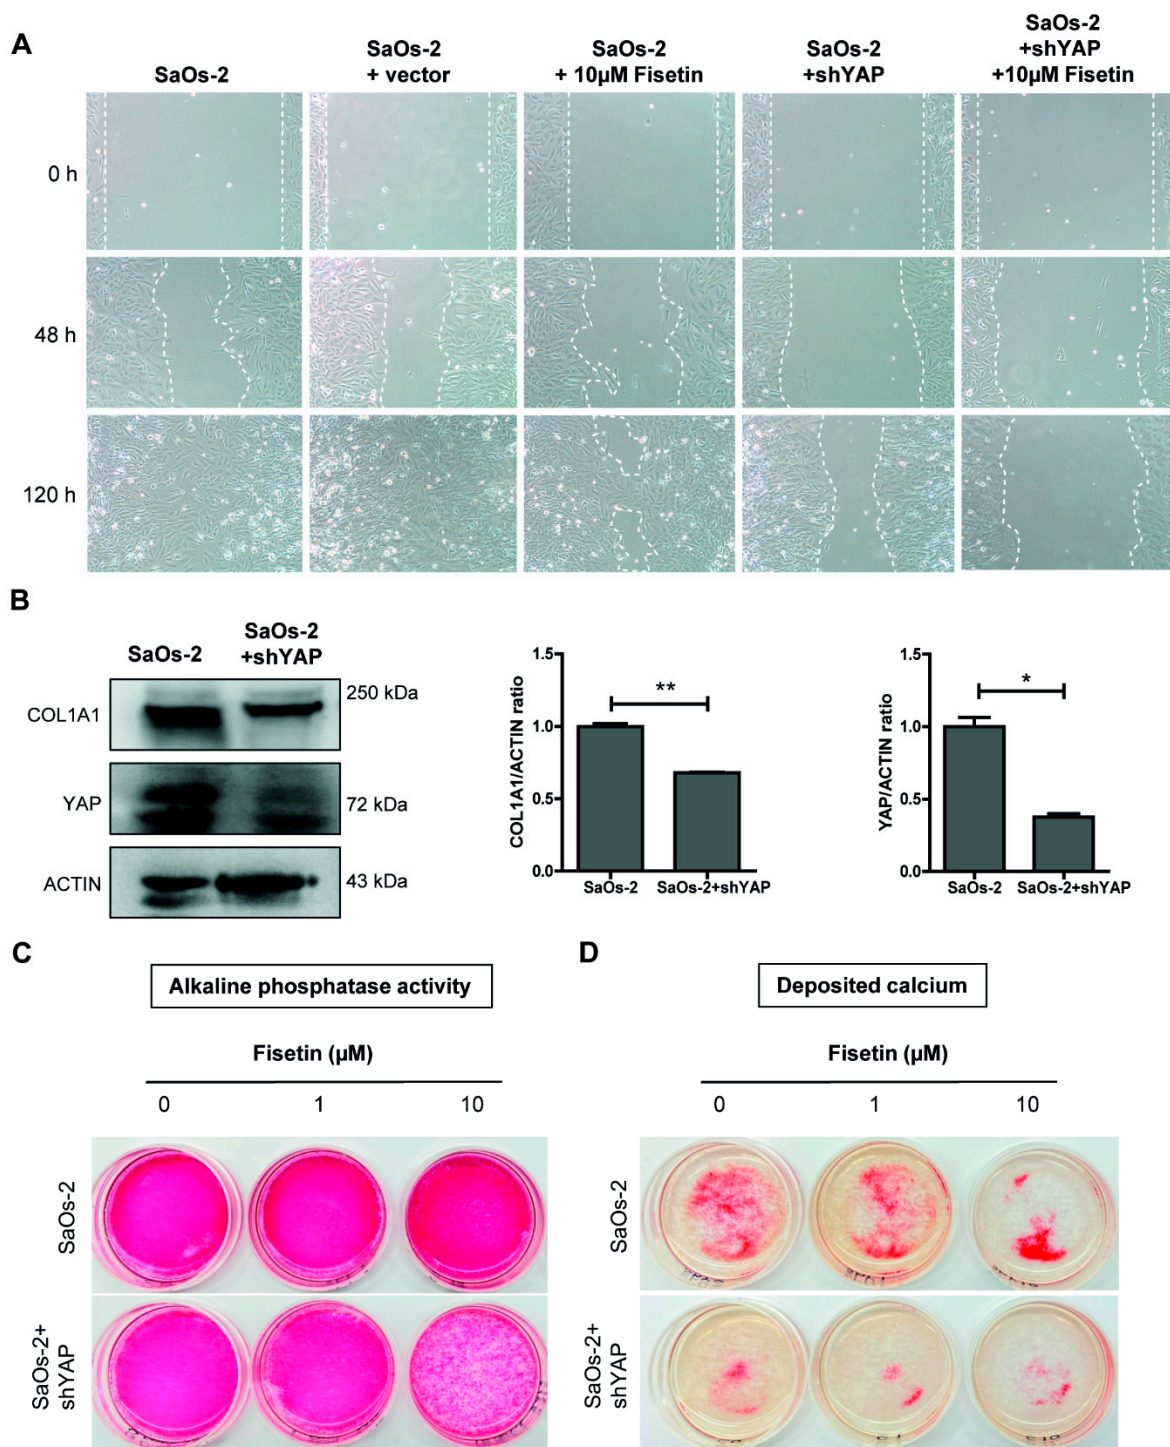 A
SaOs-2
SaOs-2
+ vector
SaOs-2
+ 10µM Fisetin
SaOs-2
+shYAP
SaOs-2
+shYAP
+10µM Fisetin
0 h
48 h
120 h
B
SaOs-2
SaOs-2
+shYAP
COL1A1
250 kDa
YAP
72 kDa
ACTIN
43 kDa
COL1A1/ACTIN ratio
1.5
1.0
0.5
0.0
**
SaOs-2
SaOs-2+shYAP
YAP/ACTIN ratio
1.5
1.0
0.5
0.0
*
SaOs-2
SaOs-2+shYAP
C
Alkaline phosphatase activity
Fisetin (µM)
0
1
10
SaOs-2
SaOs-2+
shYAP
D
Deposited calcium
Fisetin (µM)
0
1
10
SaOs-2
SaOs-2+
shYAP